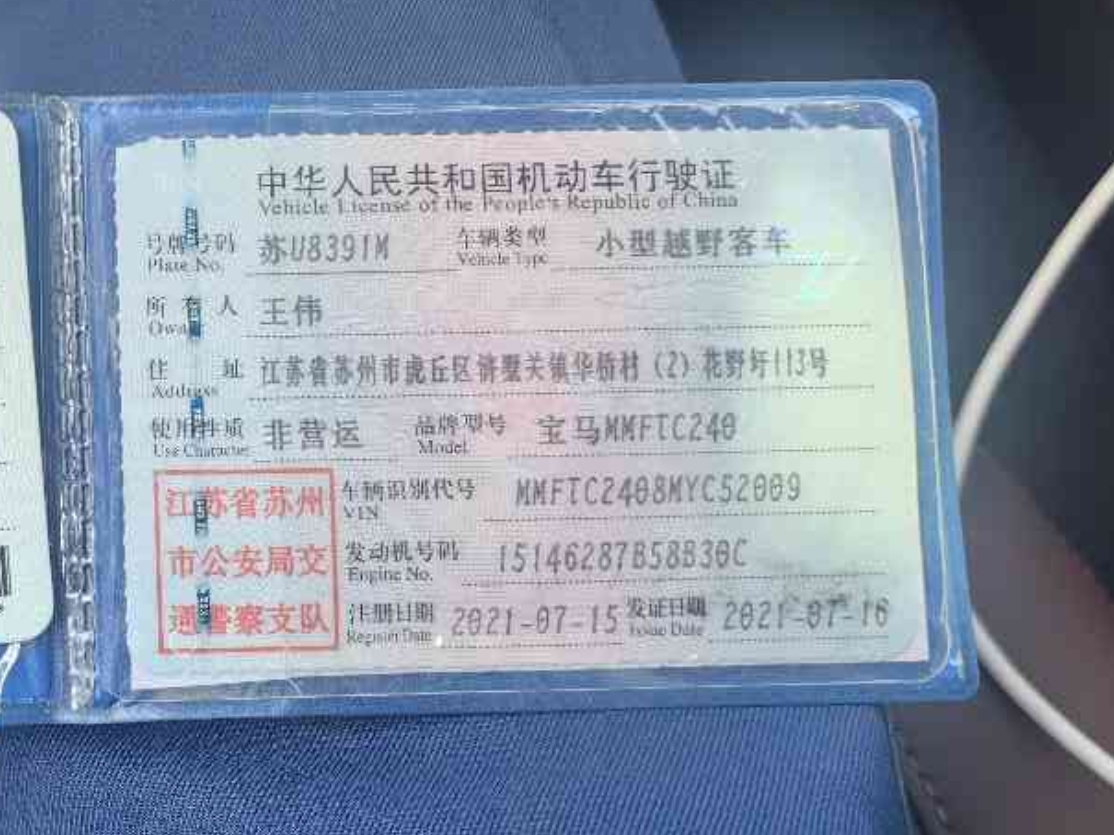 中华人民共和国机动车行驶证
Vehicle License of the People's Republic of China
号牌号码 苏U8391M 车辆类型 小型越野客车
Plate No. Vehicle Type
所有人 王伟
Owner
住址 江苏省苏州市虎丘区浒墅关镇华桥村（2）花野圩113号
Address
使用性质 非营运 品牌型号 宝马MMFTC240
Use Character Model
江苏省苏州 车辆识别代号 MMFTC2408MYC52009
VIN
市公安局交 发动机号码 15146287B58B30C
Engine No.
通警察支队 注册日期 2021-07-15 发证日期 2021-07-16
Register Date Issue Date